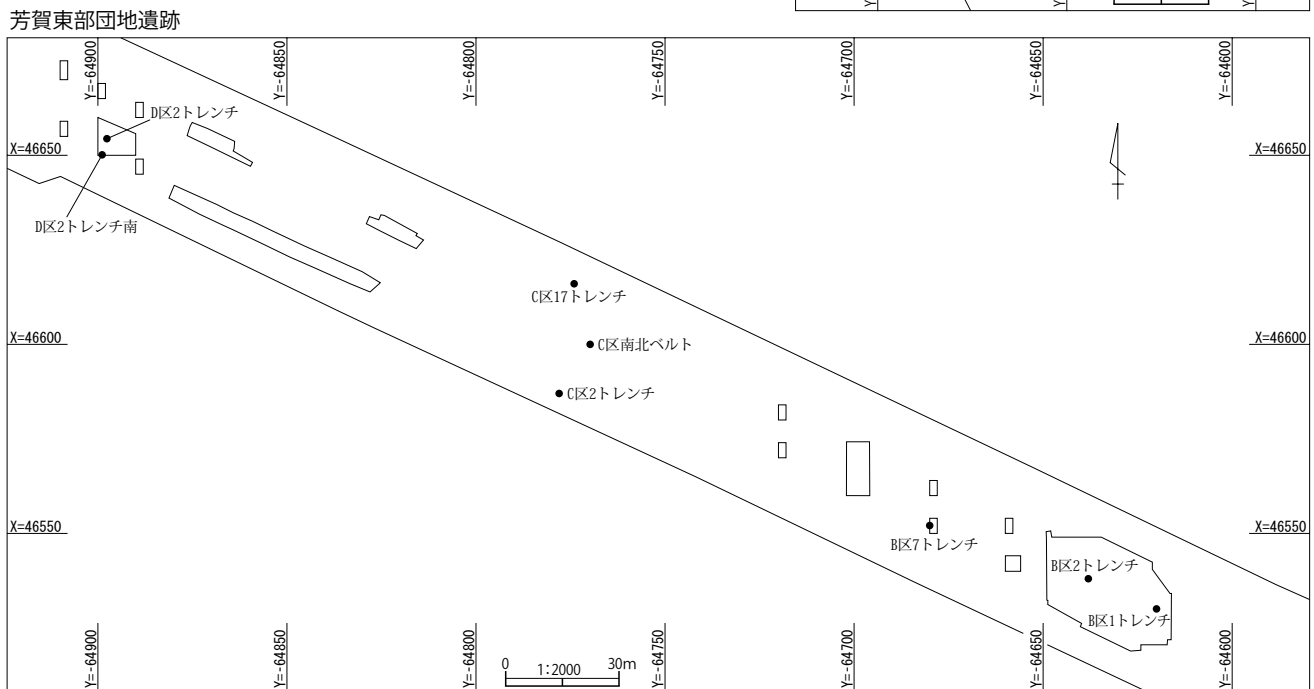 Y=
Y=
Y=
芳賀東部団地遺跡
Y=-64900
Y=-64850
Y=-64800
Y=-64750
Y=-64700
Y=-64650
Y=-64600
D区2トレンチ
X=46650
X=46650
D区2トレンチ南
C区17トレンチ
X=46600
C区南北ベルト
X=46600
C区2トレンチ
X=46550
X=46550
B区7トレンチ
B区2トレンチ
B区1トレンチ
Y=-64900
Y=-64850
Y=-64800
0
1:2000
30m
Y=-64750
Y=-64700
Y=-64650
Y=-64600